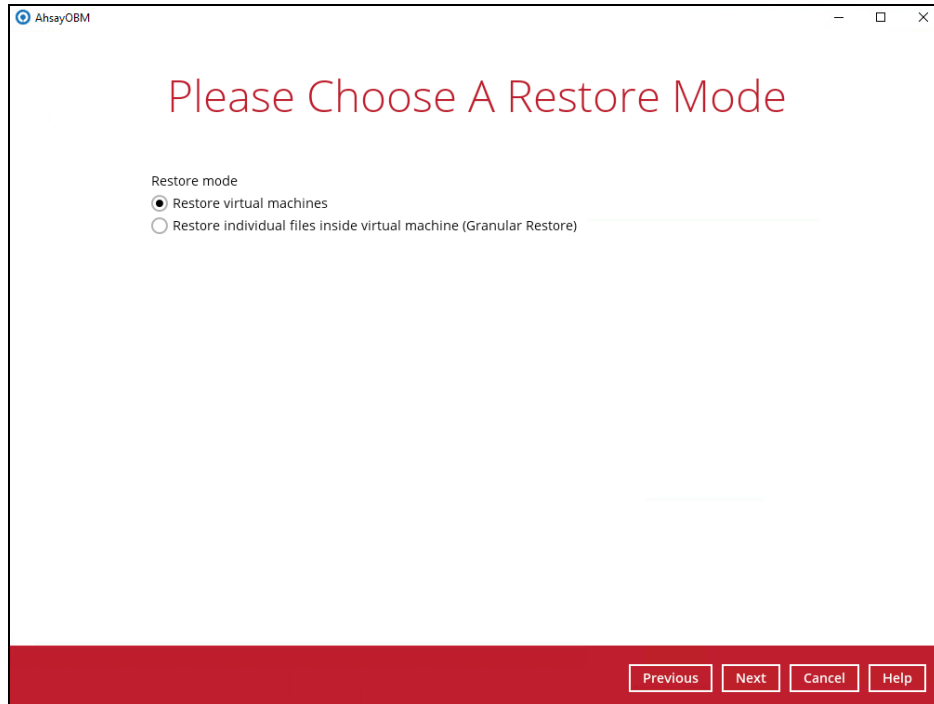 AhsayOBM
Please Choose A Restore Mode
Restore mode
Restore virtual machines
Restore individual files inside virtual machine (Granular Restore)
Previous Next Cancel Help